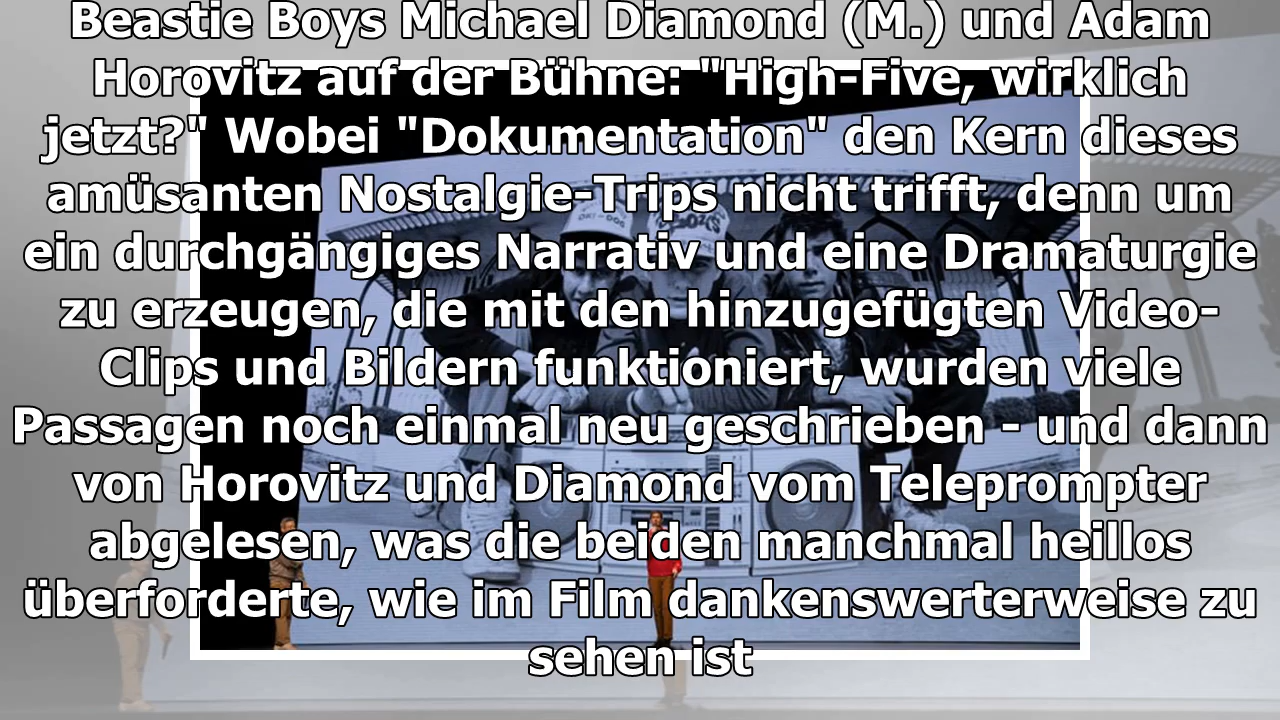 Beastie Boys Michael Diamond (M.) und Adam
Horovitz auf der Bühne: "High-Five, wirklich
jetzt?" Wobei "Dokumentation" den Kern dieses
amüsanten Nostalgie-Trips nicht trifft, denn um
ein durchgängiges Narrativ und eine Dramaturgie
zu erzeugen, die mit den hinzugefügten Video-
Clips und Bildern funktioniert, wurden viele
Passagen noch einmal neu geschrieben - und dann
von Horovitz und Diamond vom Teleprompter
abgelesen, was die beiden manchmal heillos
überforderte, wie im Film dankenswerterweise zu
sehen ist